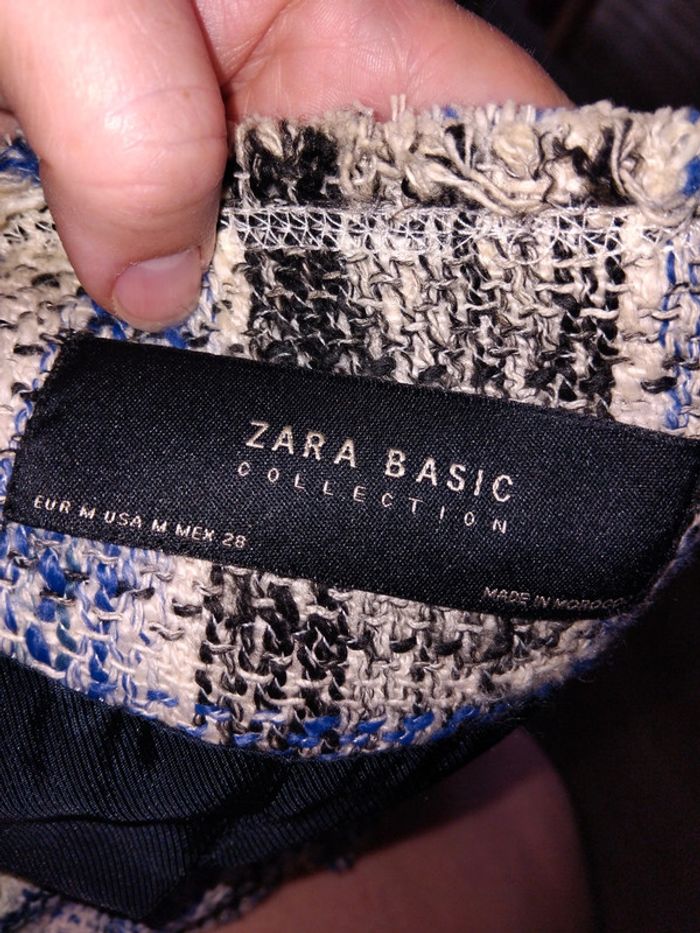 ZARA BASIC
COLLECTION
EUR M USA M MEX 28
MADE IN MOROCCO